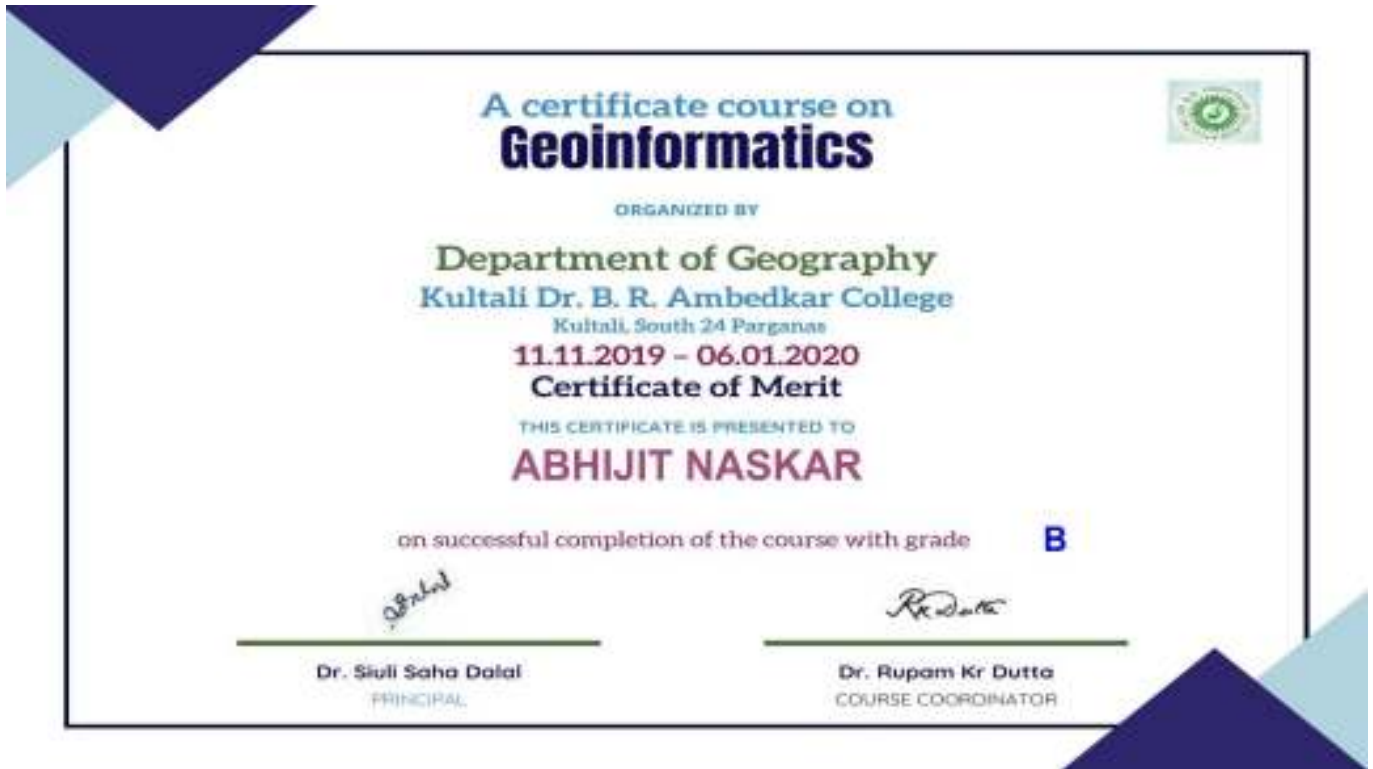 A certificate course on
Geoinformatics
ORGANIZED BY
Department of Geography
Kultali Dr. B. R. Ambedkar College
Kultali, South 24 Parganas
11.11.2019 – 06.01.2020
Certificate of Merit
THIS CERTIFICATE IS PRESENTED TO
ABHIJIT NASKAR
on successful completion of the course with grade B
Dr. Siuli Saha Dalal
PRINCIPAL
Dr. Rupam Kr Dutta
COURSE COORDINATOR